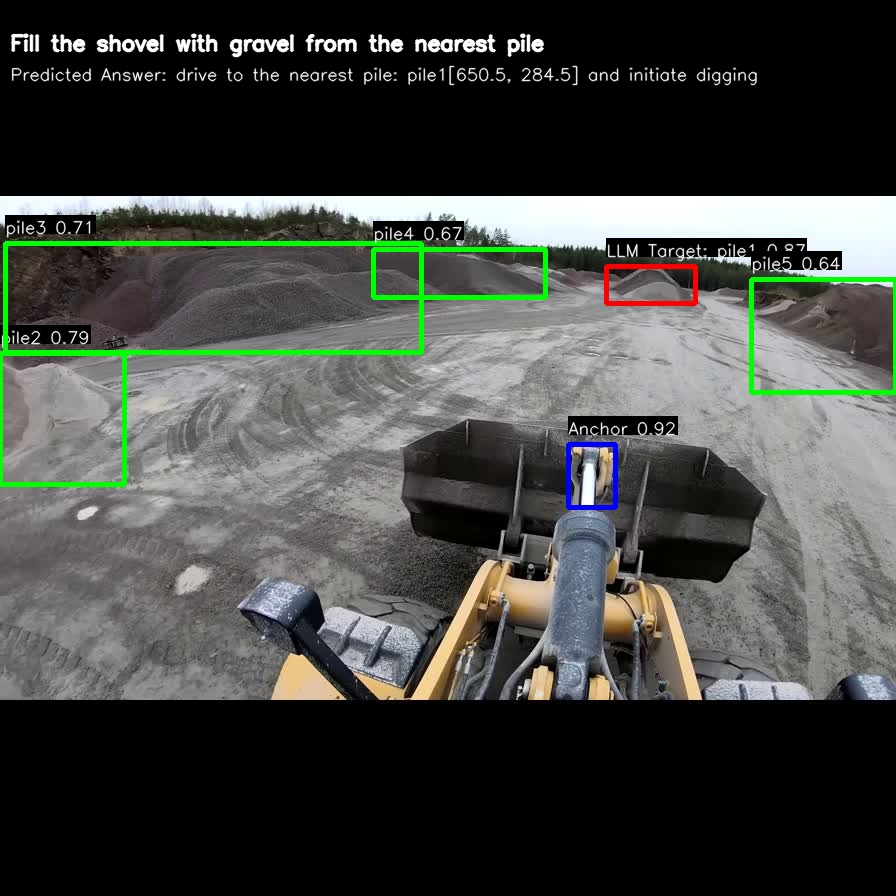 Fill the shovel with gravel from the nearest pile
Predicted Answer: drive to the nearest pile: pile1[650.5, 284.5] and initiate digging
pile3 0.71
pile4 0.67
LLM Target: pile1 0.87
pile5 0.64
pile2 0.79
Anchor 0.92